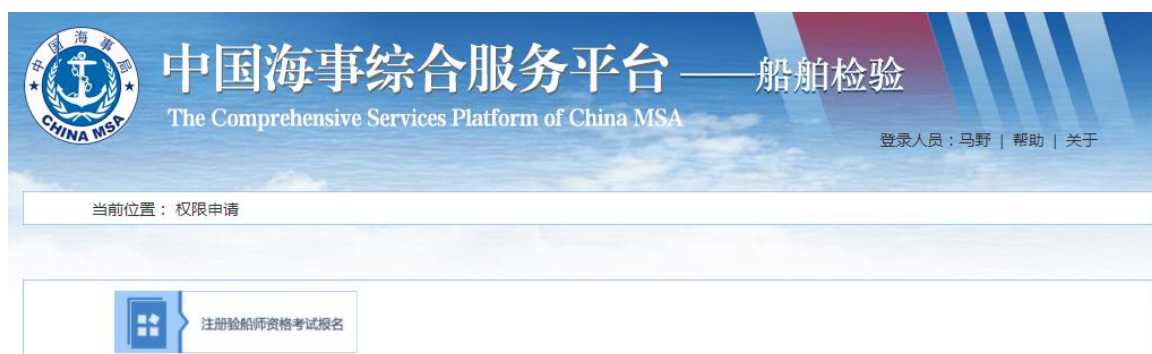 中国海事局
CHINA MSA
中国海事综合服务平台——船舶检验
The Comprehensive Services Platform of China MSA
登录人员：马野 | 帮助 | 关于
当前位置： 权限申请
注册验船师资格考试报名